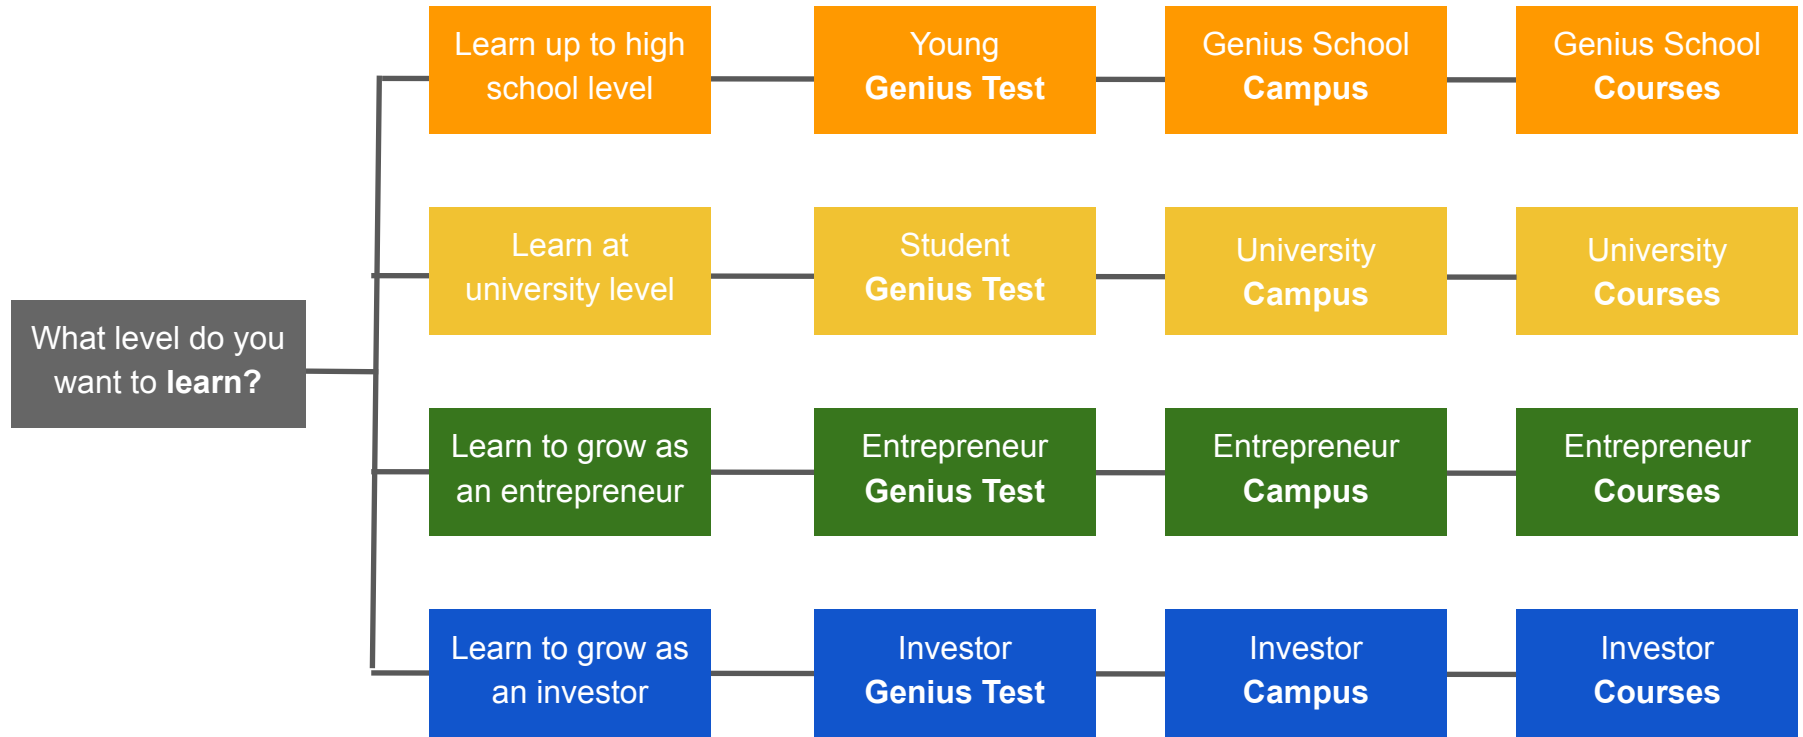 What level do you
want to learn?
Learn up to high
school level
Young
Genius Test
Genius School
Campus
Genius School
Courses
Learn at
university level
Student
Genius Test
University
Campus
University
Courses
Learn to grow as
an entrepreneur
Entrepreneur
Genius Test
Entrepreneur
Campus
Entrepreneur
Courses
Learn to grow as
an investor
Investor
Genius Test
Investor
Campus
Investor
Courses